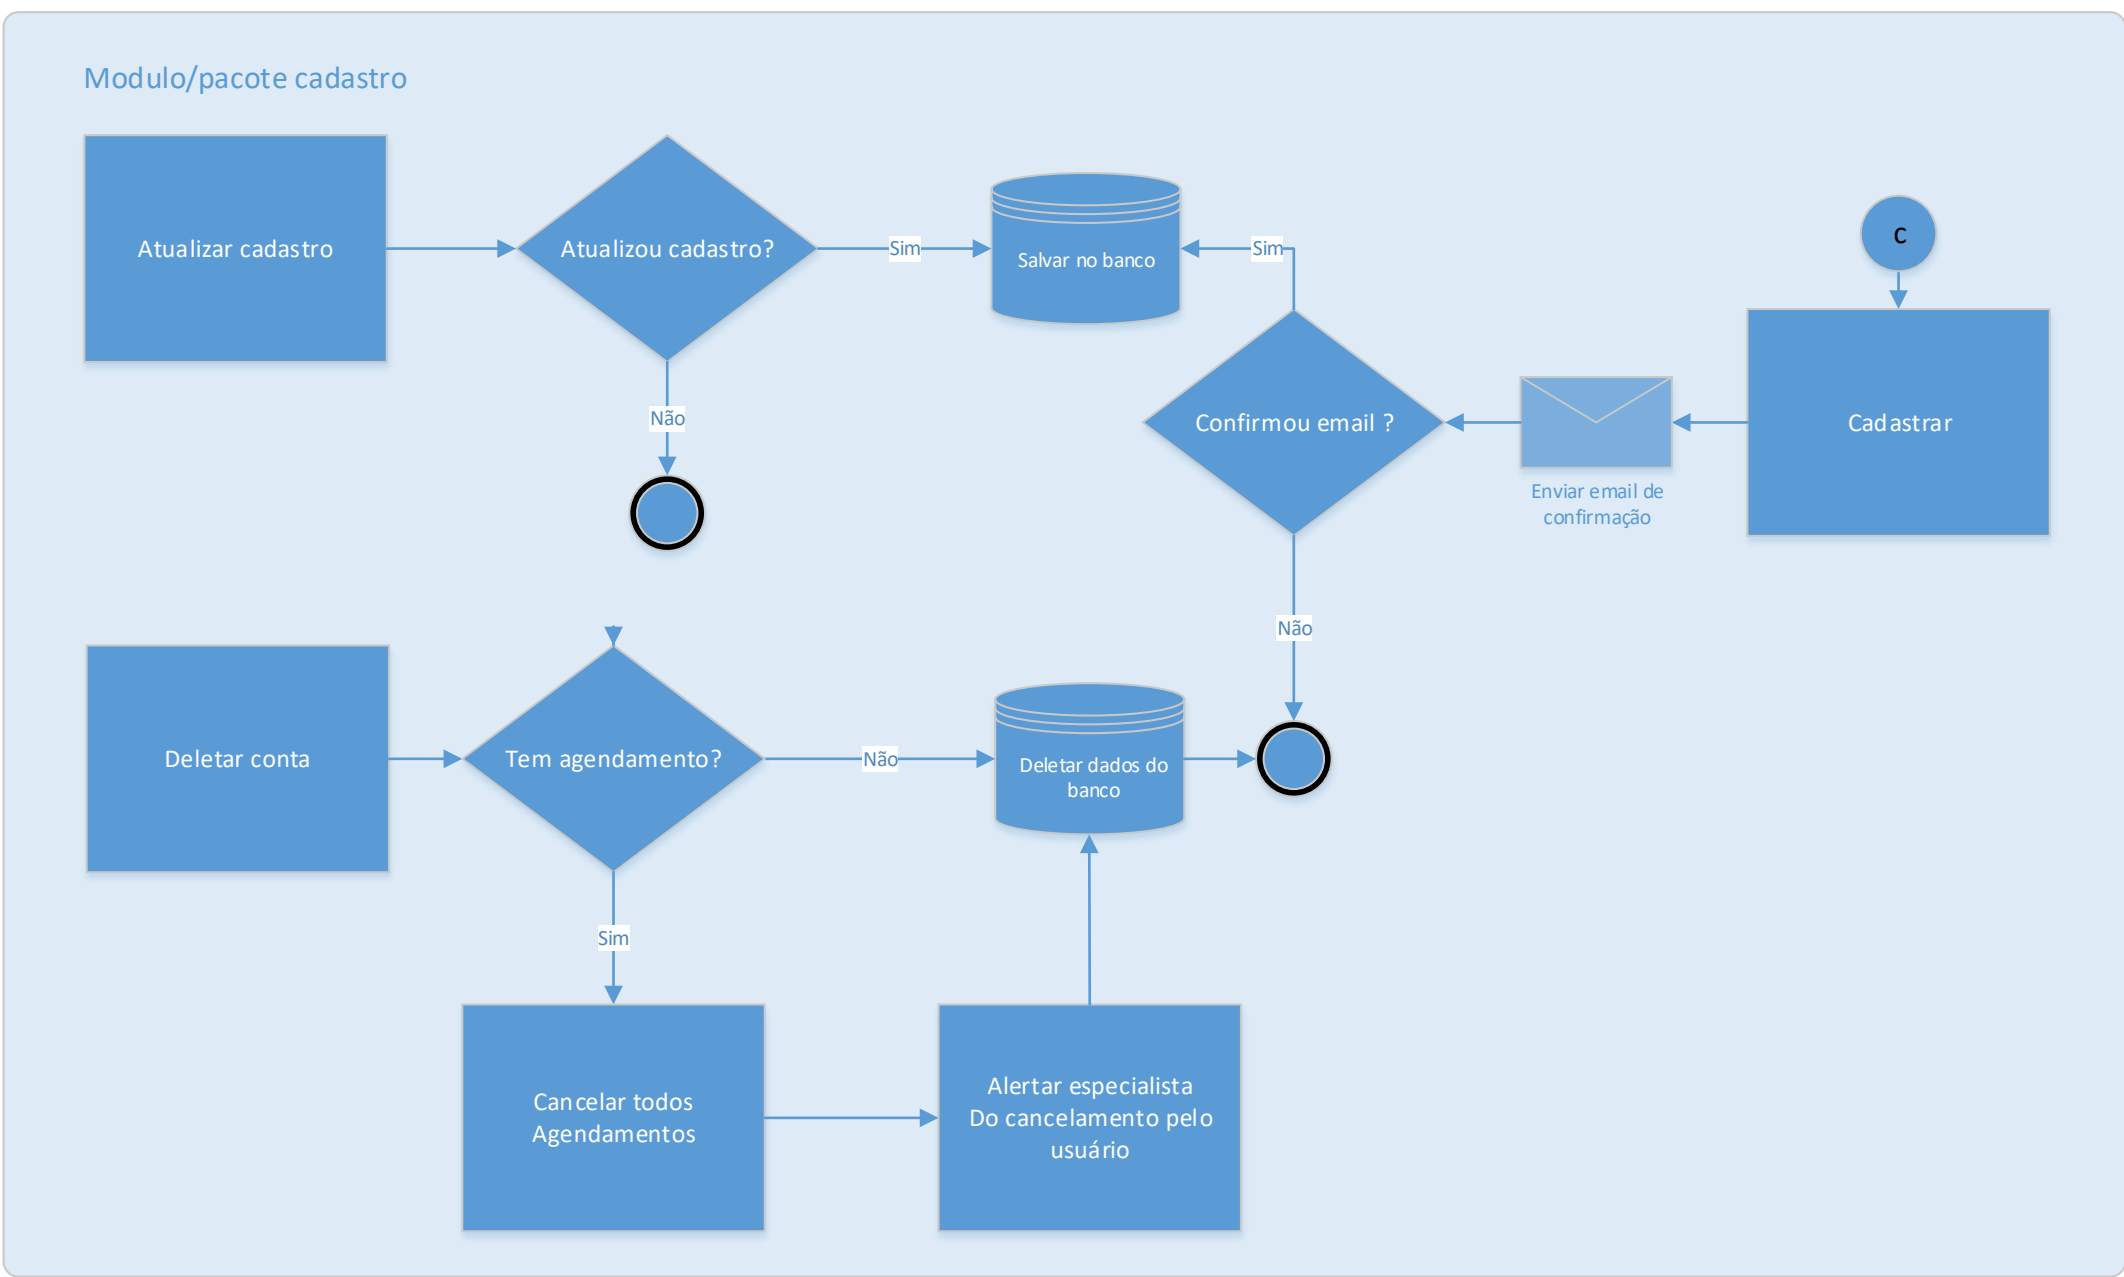 Modulo/pacote cadastro
Atualizar cadastro
Atualizou cadastro?
Sim
Salvar no banco
Sim
c
Não
Confirmou email ?
Enviar email de
confirmação
Cadastrar
Não
Deletar conta
Tem agendamento?
Não
Deletar dados do
banco
Sim
Cancelar todos
Agendamentos
Alertar especialista
Do cancelamento pelo
usuário